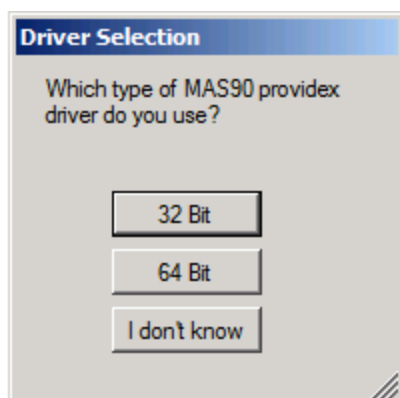 Driver Selection
Which type of MAS90 providex
driver do you use?
32 Bit
64 Bit
I don't know